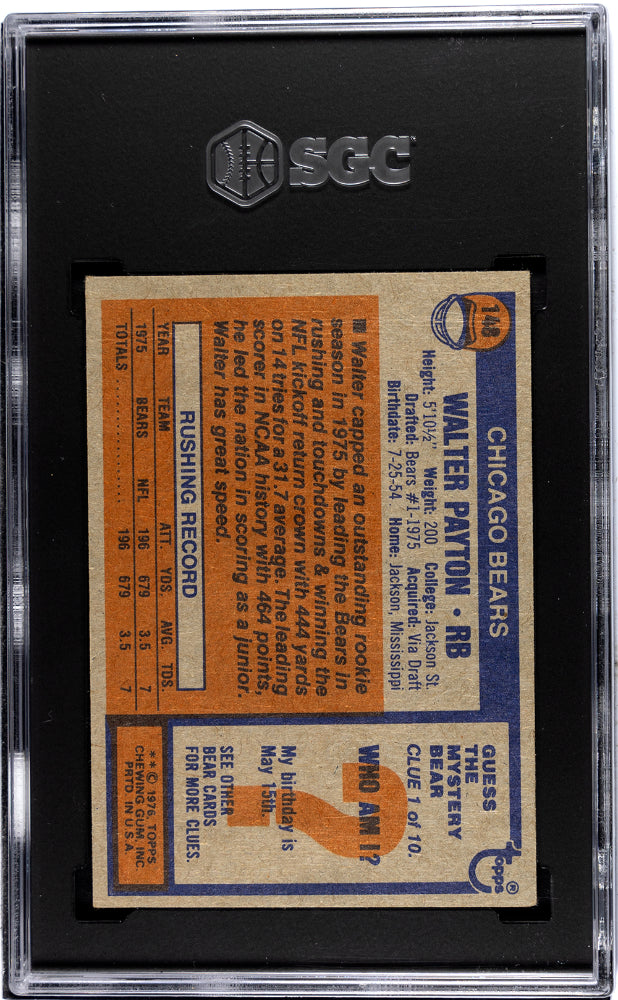 SGC
148
CHICAGO BEARS
WALTER PAYTON • RB
Height: 5'10½" Weight: 200 College: Jackson St.
Drafted: Bears #1-1975 Acquired: Via Draft
Birthdate: 7-25-54 Home: Jackson, Mississippi
Walter capped an outstanding rookie
season in 1975 by leading the Bears in
rushing and touchdowns & winning the
NFL kickoff return crown with 444 yards
on 14 tries for a 31.7 average. The leading
scorer in NCAA history with 464 points,
he led the nation in scoring as a junior.
Walter has great speed.
RUSHING RECORD
YEAR TEAM ATT. YDS. AVG. TDS.
1975 BEARS NFL 196 679 3.5 7
TOTALS .......... 196 679 3.5 7
topps®
GUESS
THE
MYSTERY
BEAR
CLUE 1 of 10.
?
WHO AM I?
My birthday is
May 15th.
SEE OTHER
BEAR CARDS
FOR MORE CLUES.
** © 1976, TOPPS
CHEWING GUM, INC.
PRTD. IN U.S.A.